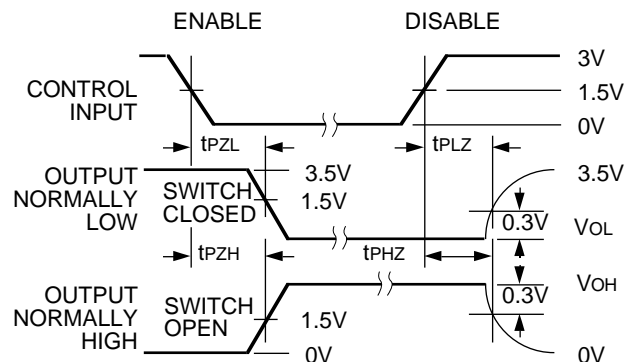 ENABLE DISABLE
3V
CONTROL INPUT 1.5V
0V
tPZL tPLZ
OUTPUT NORMALLY LOW
SWITCH CLOSED
3.5V 3.5V
1.5V
0.3V VOL
tPZH tPHZ
OUTPUT NORMALLY HIGH
SWITCH OPEN
0.3V VOH
1.5V
0V 0V